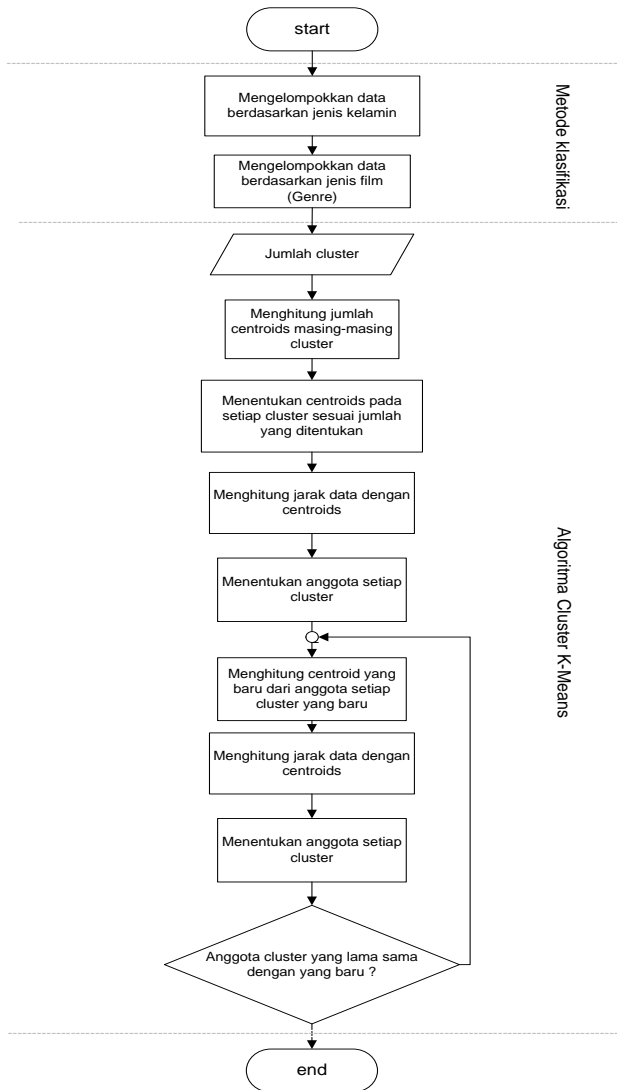 start
Mengelompokkan data
berdasarkan jenis kelamin
Mengelompokkan data
berdasarkan jenis film
(Genre)
Metode klasifikasi
Jumlah cluster
Menghitung jumlah
centroids masing-masing
cluster
Menentukan centroids pada
setiap cluster sesuai jumlah
yang ditentukan
Menghitung jarak data dengan
centroids
Menentukan anggota setiap
cluster
Menghitung centroid yang
baru dari anggota setiap
cluster yang baru
Menghitung jarak data dengan
centroids
Menentukan anggota setiap
cluster
Anggota cluster yang lama sama
dengan yang baru ?
Algoritma Cluster K-Means
end